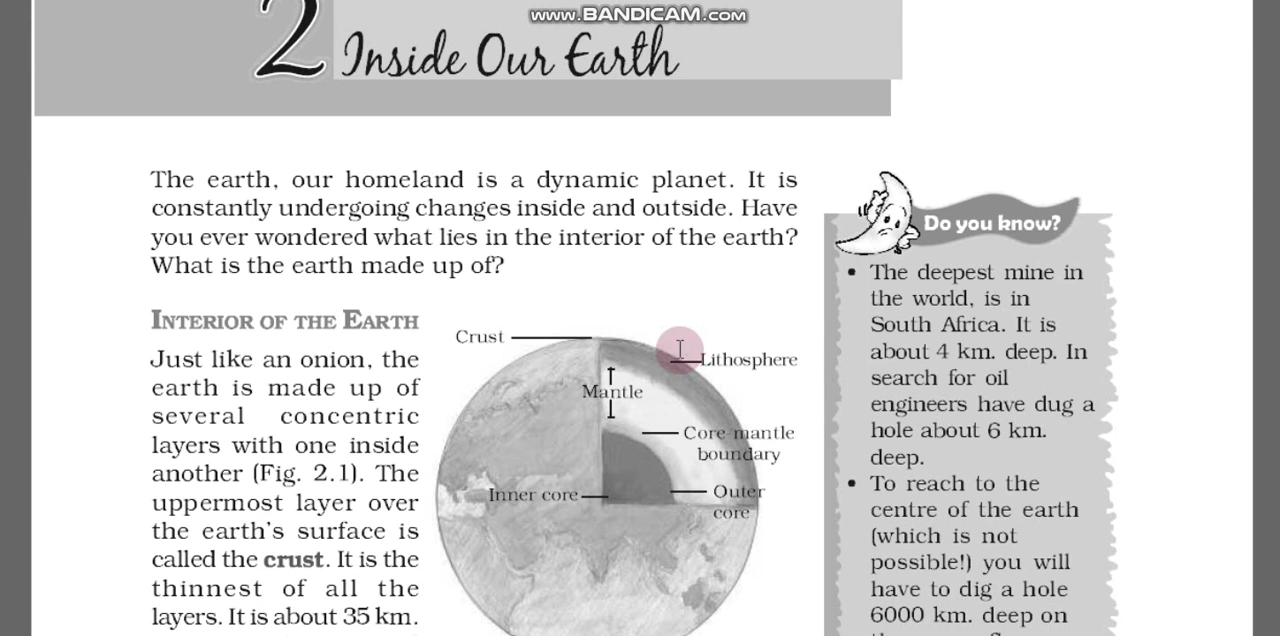 www.BANDICAM.com
2 Inside Our Earth
The earth, our homeland is a dynamic planet. It is
constantly undergoing changes inside and outside. Have
you ever wondered what lies in the interior of the earth?
What is the earth made up of?
INTERIOR OF THE EARTH
Just like an onion, the
earth is made up of
several concentric
layers with one inside
another (Fig. 2.1). The
uppermost layer over
the earth's surface is
called the crust. It is the
thinnest of all the
layers. It is about 35 km.
Crust
Lithosphere
Mantle
Core-mantle
boundary
Inner core
Outer
core
Do you know?
• The deepest mine in
the world, is in
South Africa. It is
about 4 km. deep. In
search for oil
engineers have dug a
hole about 6 km.
deep.
• To reach to the
centre of the earth
(which is not
possible!) you will
have to dig a hole
6000 km. deep on